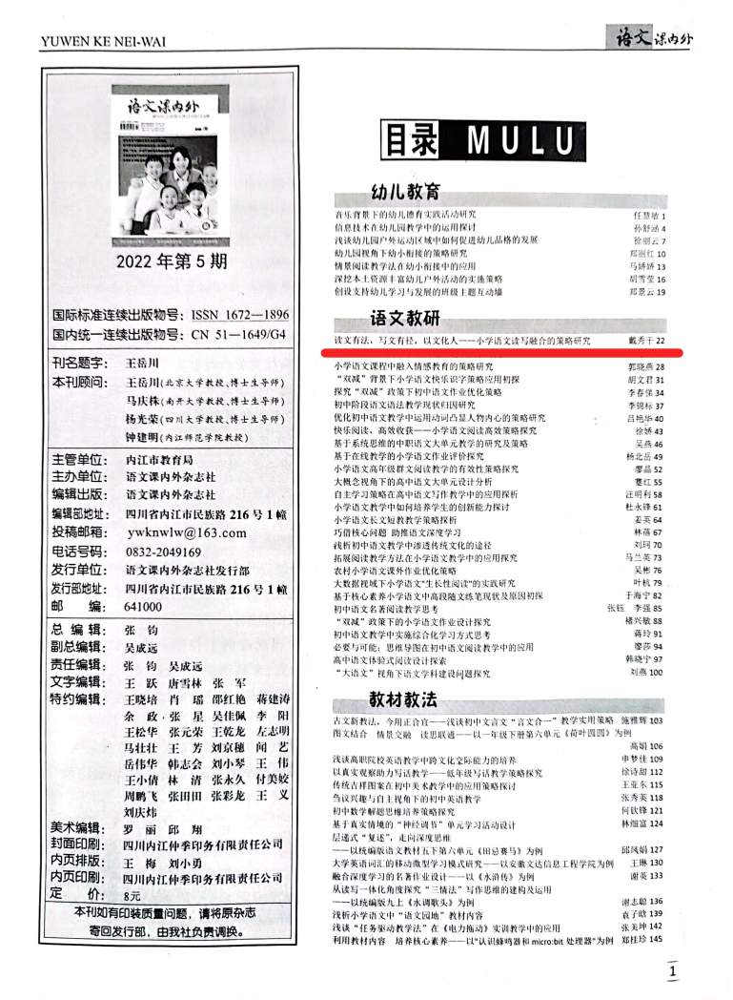 YUWEN KE NEI-WAI
语文课内外
语文课内外
2022年第5期
国际标准连续出版物号：ISSN 1672—1896
国内统一连续出版物号：CN 51—1649/G4
刊名题字：王岳川
本刊顾问：王岳川(北京大学教授、博士生导师)
马庆株(南开大学教授、博士生导师)
杨光荣(四川大学教授、博士生导师)
钟建明(内江师范学院教授)
主管单位：内江市教育局
主办单位：语文课内外杂志社
编辑出版：语文课内外杂志社
编辑部地址：四川省内江市民族路216号1幢
投稿邮箱：ywknwlw@163.com
电话号码：0832-2049169
发行单位：语文课内外杂志社发行部
发行部地址：四川省内江市民族路216号1幢
邮 编：641000
总编辑：张 钧
副总编辑：吴成远
责任编辑：张 钧 吴成远
文字编辑：王 跃 唐雪林 张 军
特约编辑：王晓培 肖 瑶 邵红艳 蒋建涛
余 政 张 星 吴佳佩 李 阳
王松华 张元荣 王乾龙 左志明
马壮壮 王 芳 刘京穗 闻 艺
岳伟华 韩志会 刘小琴 王 伟
王小倩 林 清 张永久 付美姣
周鹏飞 张田田 张彩龙 王 义
刘庆炜
美术编辑：罗 丽 邱 翔
封面印刷：四川内江仲季印务有限责任公司
内页排版：王 梅 刘小勇
内页印刷：四川内江仲季印务有限责任公司
定 价：8元
本刊如有印装质量问题，请将原杂志
寄回发行部，由我社负责调换。
目录 MULU
幼儿教育
音乐背景下的幼儿德育实践活动研究 任慧敏 1
信息技术在幼儿园教学中的运用探讨 孙舒涵 4
浅谈幼儿园户外运动区域中如何促进幼儿品格的发展 徐丽云 7
幼儿园视角下幼小衔接的策略研究 郑丽红 10
情景阅读教学法在幼小衔接中的应用 马娇娇 13
深挖本土资源丰富幼儿户外活动的实施策略 胡雪莹 16
创设支持幼儿学习与发展的班级主题互动墙 郑景云 19
语文教研
读文有法，写文有径，以文化人——小学语文读写融合的策略研究 戴秀干 22
小学语文课程中融入情感教育的策略研究 郭晓燕 28
“双减”背景下小学语文快乐识字策略应用初探 胡文君 31
探究“双减”政策下初中语文作业优化策略 李春俤 34
初中阶段语文语法教学现状归因研究 李锦标 37
优化初中语文教学中运用动词凸显人物内心的策略研究 吕艳华 40
快乐阅读，高效收获——小学语文阅读高效策略探究 徐娇 43
基于系统思维的中职语文大单元教学的研究及策略 吴燕 46
基于在线教学的小学语文作业评价探究 杨北岳 49
小学语文高年级群文阅读教学的有效性策略探究 廖晶 52
大概念视角下的高中语文大单元设计分析 蹇红 55
自主学习策略在高中语文写作教学中的应用探析 汪明利 58
小学语文教学中如何培养学生的创新能力探讨 杜永锋 61
小学语文长文短教教学策略探析 姜英 64
巧借核心问题 助推语文深度学习 林蓓 67
浅析初中语文教学中渗透传统文化的途径 刘珂 70
拓展阅读教学方法在小学语文教学中的应用探究 马兰英 73
农村小学语文课外作业优化策略 吴彬 76
大数据视域下小学语文“生长性阅读”的实践研究 叶杭 79
基于核心素养小学语文中高段随文练笔现状及原因初探 于海宁 82
初中语文名著阅读教学思考 张钰 李强 85
“双减”政策下的小学语文作业设计探究 褚兴敏 88
初中语文教学中实施综合化学习方式思考 蒋玲 91
必要与可能：思维导图在初中语文阅读教学中的应用 廖莎 94
高中语文体验式阅读设计探索 韩晓宁 97
“大语文”视角下语文学科建设问题探究 刘燕 100
教材教法
古文新教法，今用正合宜——浅谈初中文言文“言文合一”教学实用策略 施雅辉 103
图文结合 情景交融 读思联通——以一年级下册第六单元《荷叶圆圆》为例
高娟 106
浅谈高职院校英语教学中跨文化交际能力的培养 申梦佳 109
以真实观察助力写话教学——低年级写话教学策略探究 徐诗甜 112
传统吉祥图案在初中美术教学中的应用策略探讨 王亚东 115
刍议兴趣与自主视角下的初中英语教学 张秀英 118
初中数学解题思维培养策略探究 何钦锋 121
基于真实情境的“神经调节”单元学习活动设计 林细富 124
层递式“复述”，走向深度思维
——以统编版语文教材五下第六单元《田忌赛马》为例 邱凤娟 127
大学英语词汇的移动微型学习模式研究——以安徽文达信息工程学院为例 王琳 130
融合深度学习的名著作业设计——以《水浒传》为例 谢英 133
从读写一体化角度探究“三情法”写作思维的建构及运用
——以统编版九上《水调歌头》为例 谢志聪 136
浅析小学语文中“语文园地”教材内容 袁子晗 139
浅谈“任务驱动教学法”在《电力拖动》实训教学中的应用 张美坤 142
利用教材内容 培养核心素养——以“认识蜂鸣器和micro:bit处理器”为例 郑桂珍 145
1